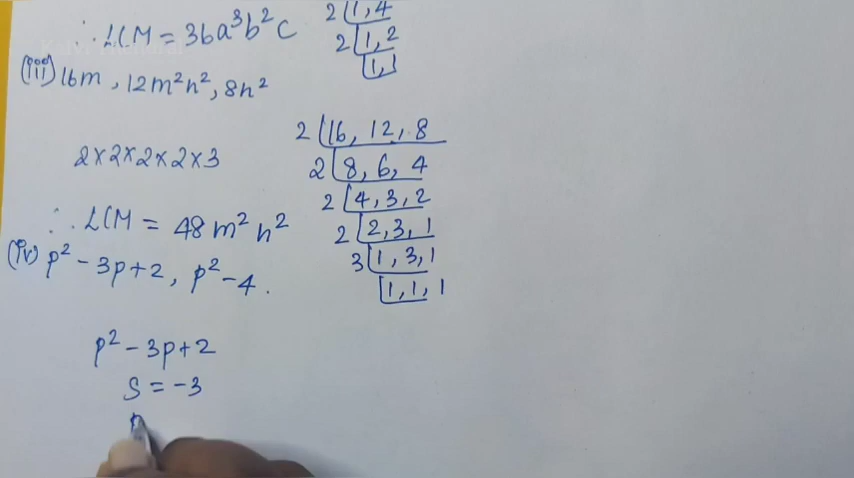 ∴ LCM = 36a³b²c
2 | 1, 4
2 | 1, 2
1, 1
(iii) 16m, 12m²n², 8n²
2 | 16, 12, 8
2×2×2×2×3
2 | 8, 6, 4
2 | 4, 3, 2
∴ LCM = 48m²n²
2 | 2, 3, 1
(iv) p² - 3p+2, p² - 4.
3 | 1, 3, 1
1, 1, 1
p² - 3p+2
S = -3